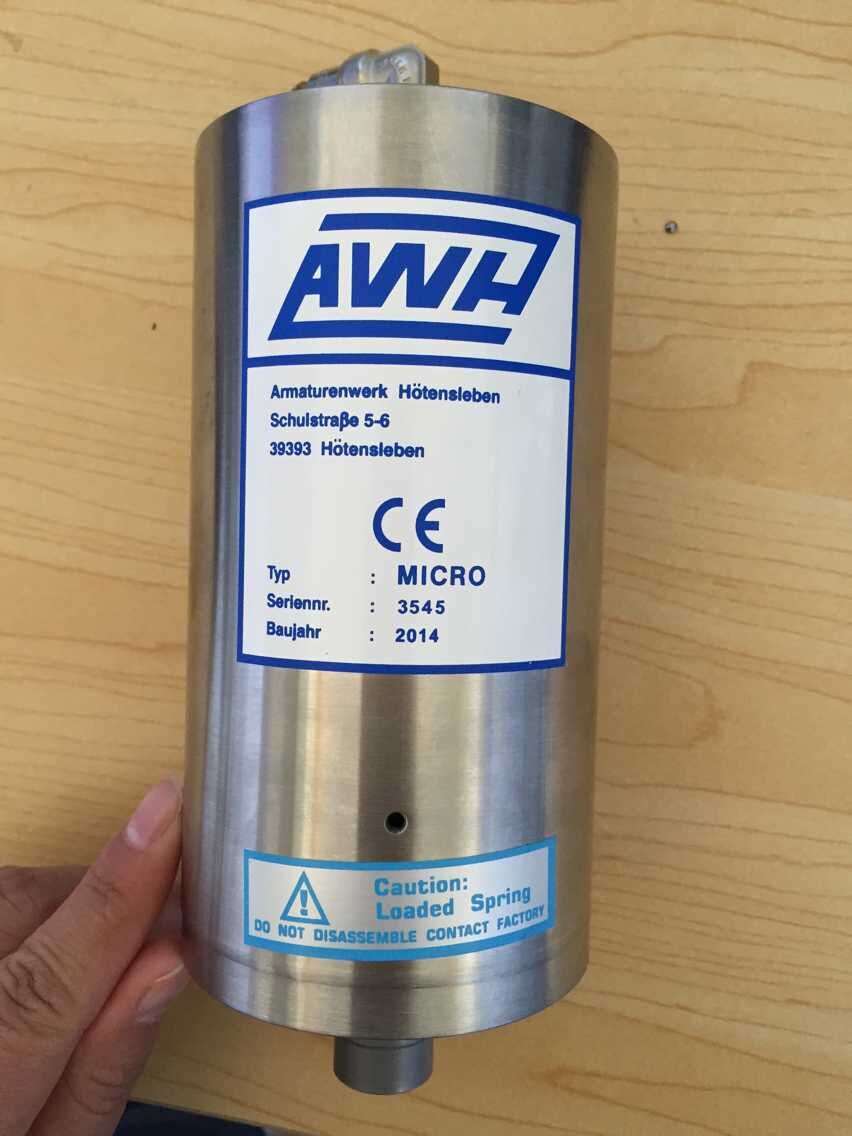 AWH
Armaturenwerk Hötensleben
Schulstraße 5-6
39393 Hötensleben
CE
Typ : MICRO
Seriennr. : 3545
Baujahr : 2014
Caution:
Loaded Spring
DO NOT DISASSEMBLE CONTACT FACTORY